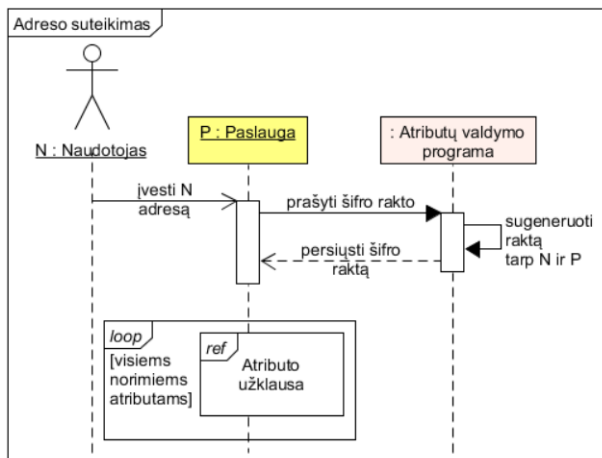 Adreso suteikimas
N : Naudotojas
P : Paslauga
: Atributų valdymo
programa
įvesti N
adresą
prašyti šifro rakto
sugeneruoti
raktą
tarp N ir P
persiųsti šifro
raktą
loop
[visiems
norimiems
atributams]
ref
Atributo
užklausa